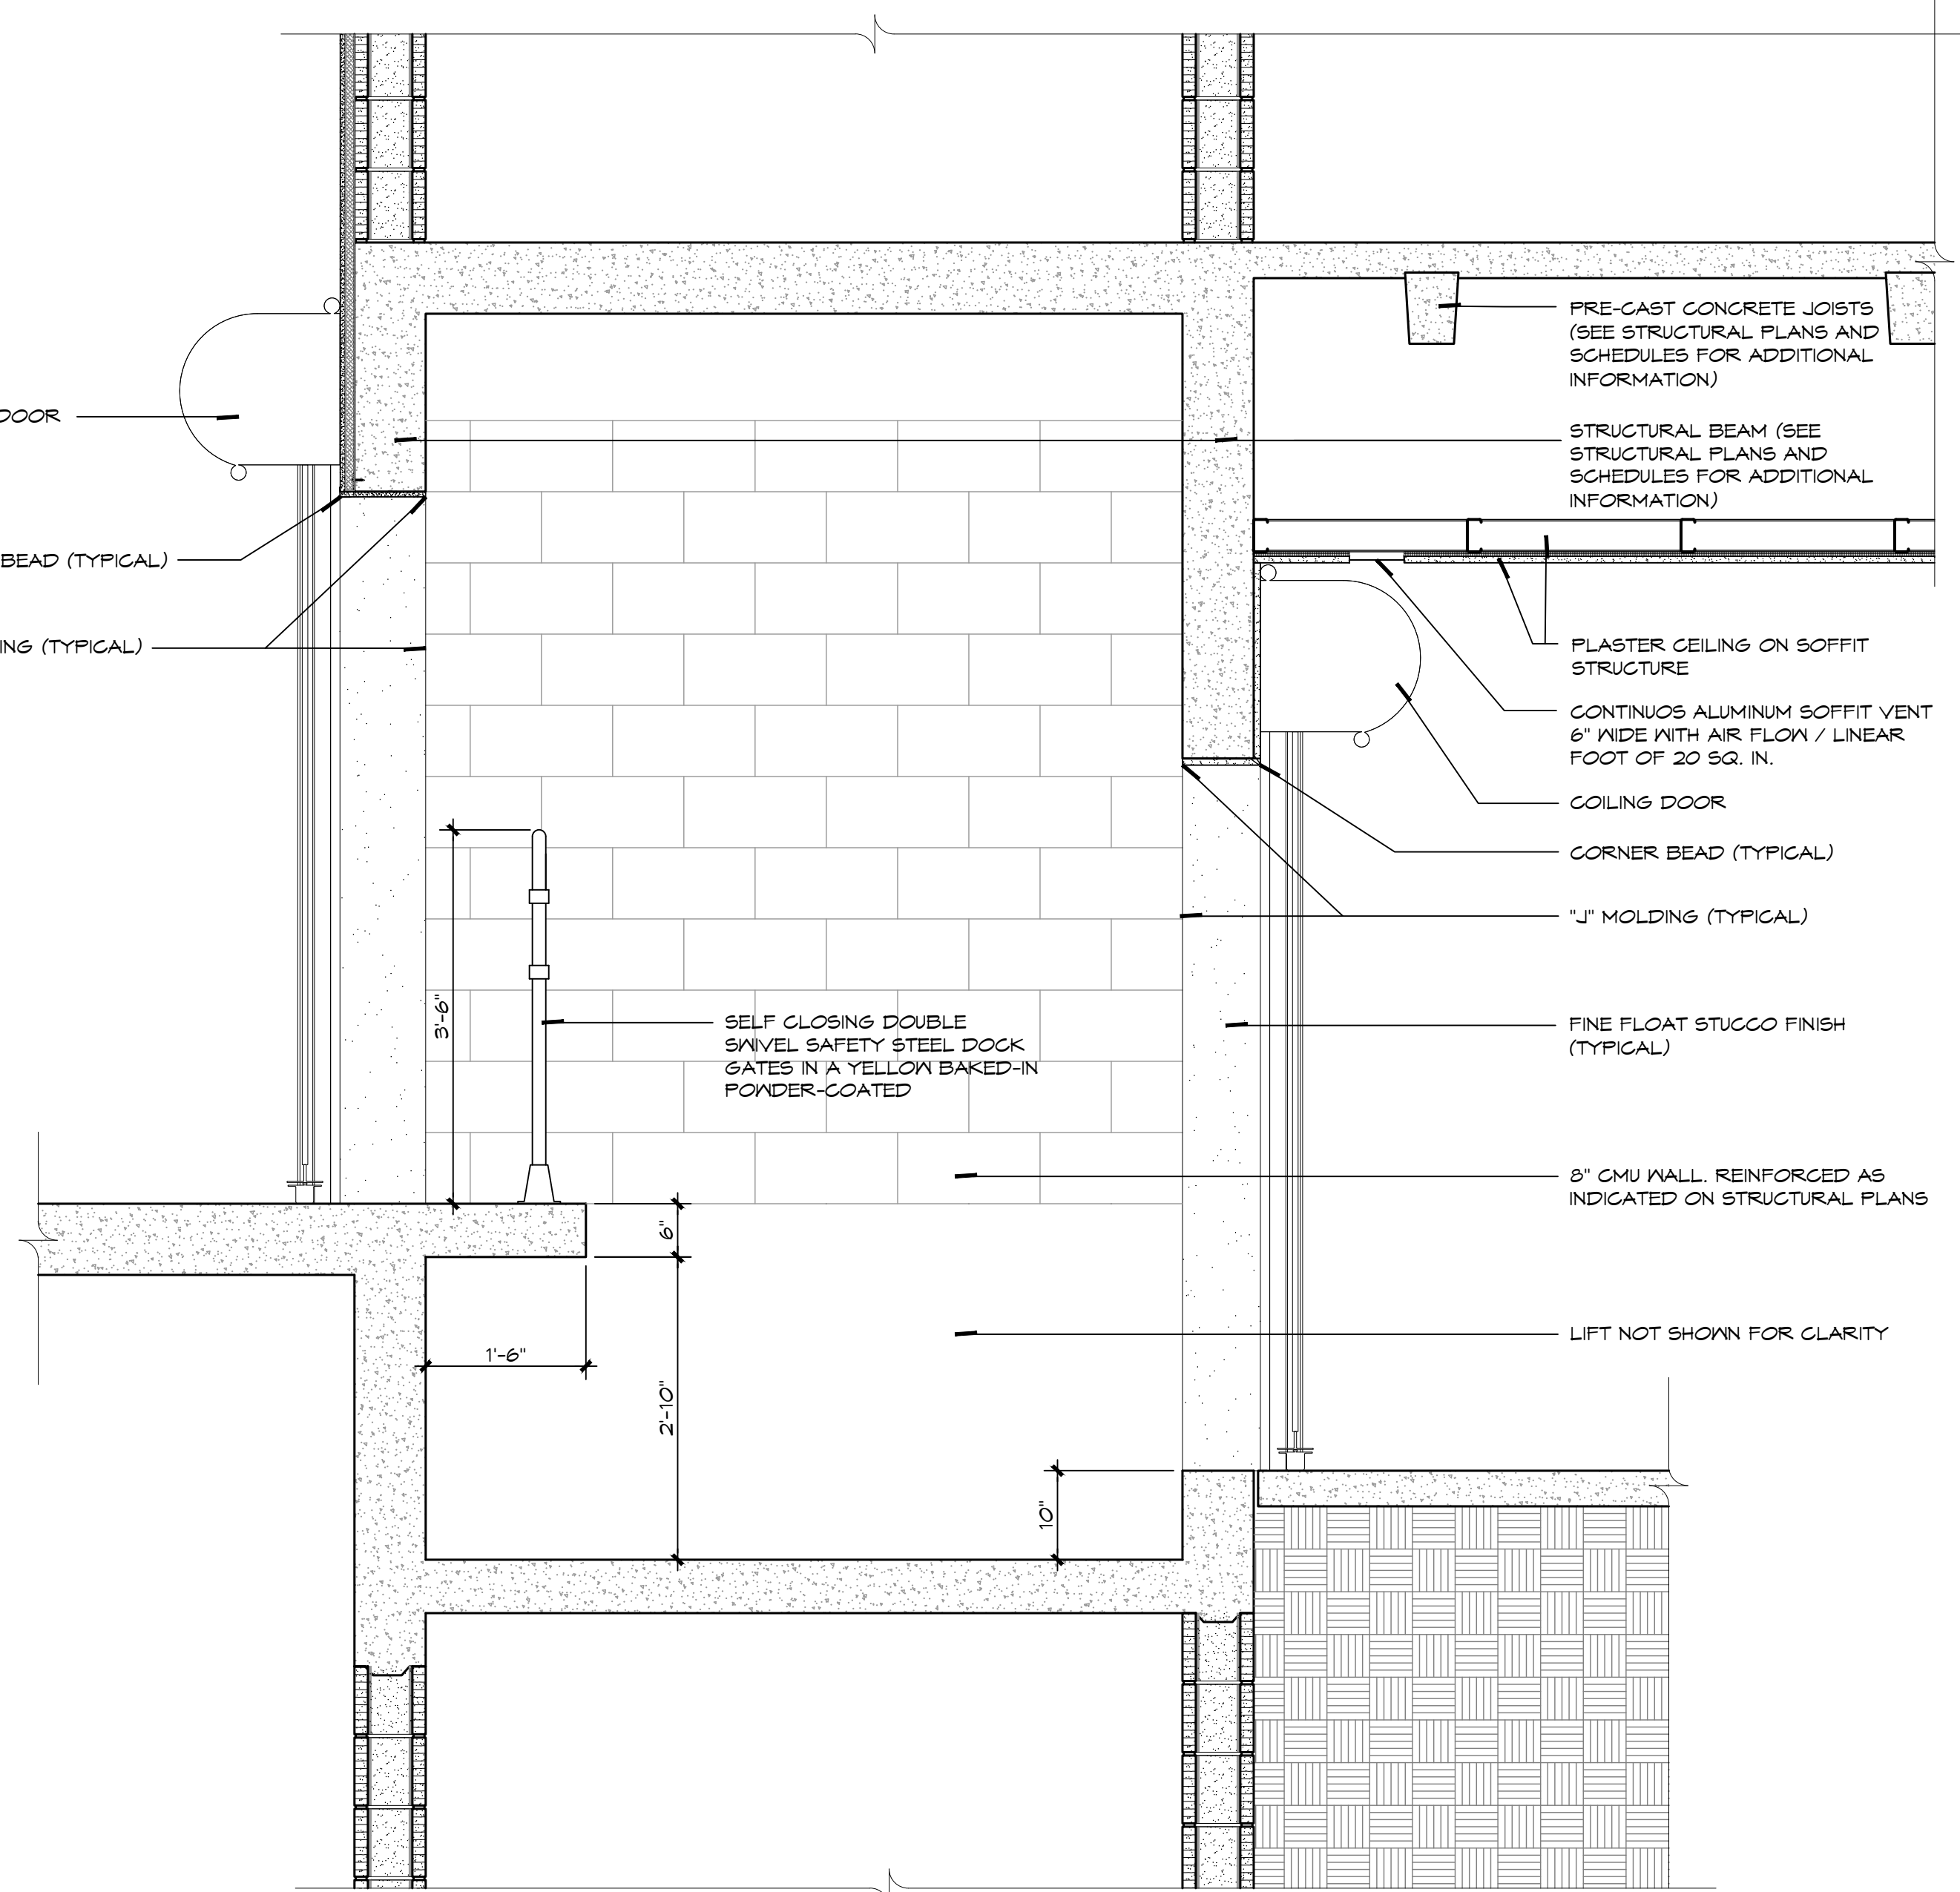 PRE-CAST CONCRETE JOISTS
(SEE STRUCTURAL PLANS AND
SCHEDULES FOR ADDITIONAL
INFORMATION)
DOOR
STRUCTURAL BEAM (SEE
STRUCTURAL PLANS AND
SCHEDULES FOR ADDITIONAL
INFORMATION)
BEAD (TYPICAL)
ING (TYPICAL)
PLASTER CEILING ON SOFFIT
STRUCTURE
CONTINUOS ALUMINUM SOFFIT VENT
6" WIDE WITH AIR FLOW / LINEAR
FOOT OF 20 SQ. IN.
COILING DOOR
CORNER BEAD (TYPICAL)
"J" MOLDING (TYPICAL)
3'-6"
SELF CLOSING DOUBLE
SWIVEL SAFETY STEEL DOCK
GATES IN A YELLOW BAKED-IN
POWDER-COATED
FINE FLOAT STUCCO FINISH
(TYPICAL)
8" CMU WALL. REINFORCED AS
INDICATED ON STRUCTURAL PLANS
6"
LIFT NOT SHOWN FOR CLARITY
1'-6"
2'-10"
10"